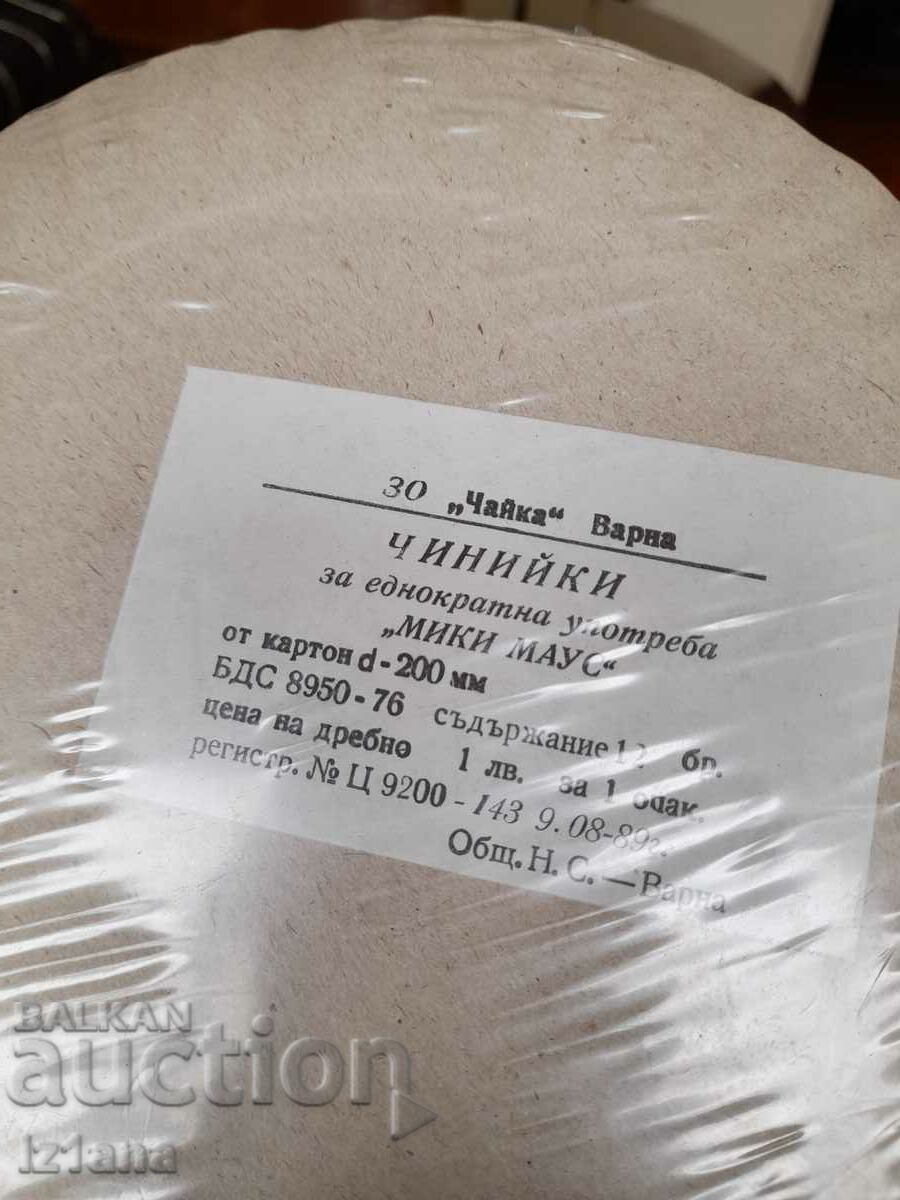 ЗО „Чайка“ Варна
ЧИНИЙКИ
за еднократна употреба
„МИКИ МАУС“
от картон d-200 мм
БДС 8950-76 съдържание 12 бр.
цена на дребно 1 лв. за 1 опак.
регистр. № Ц 9200-143 9.08-89г.
Общ. Н. С. — Варна
BALKAN
auction
iz1ana